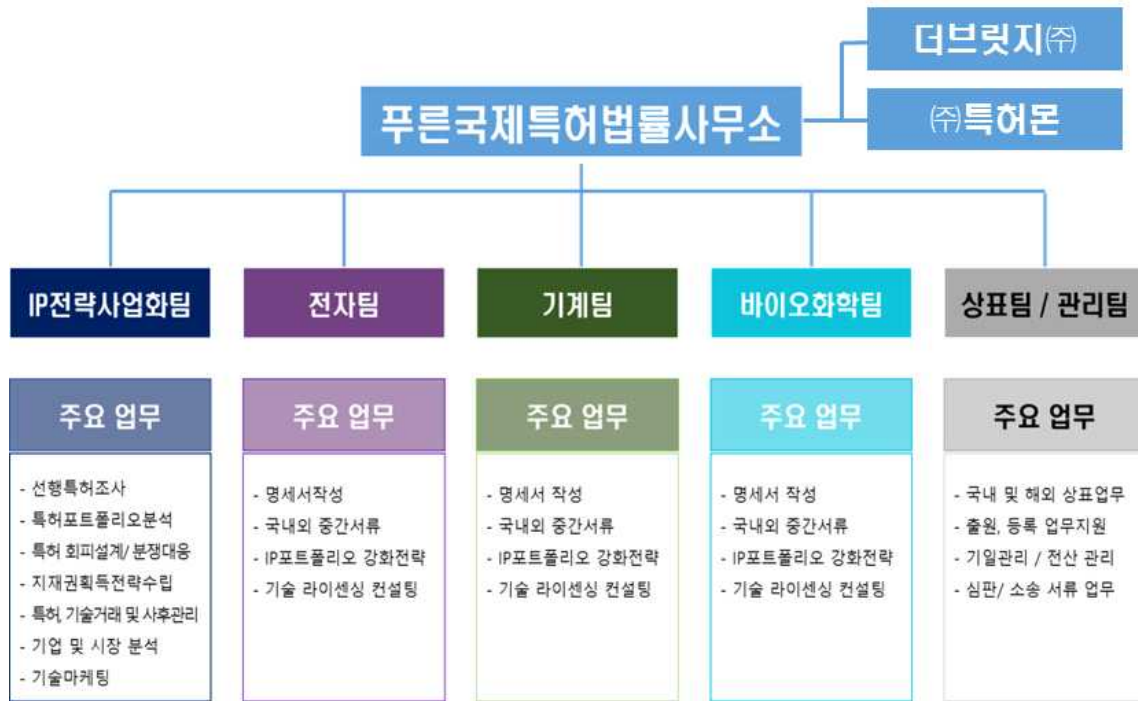 더브릿지㈜
푸른국제특허법률사무소
㈜특허몬
IP전략사업화팀
전자팀
기계팀
바이오화학팀
상표팀 / 관리팀
주요 업무
주요 업무
주요 업무
주요 업무
주요 업무
- 선행특허조사
- 특허포트폴리오분석
- 특허 회피설계/ 분쟁대응
- 지재권획득전략수립
- 특허, 기술거래 및 사후관리
- 기업 및 시장 분석
- 기술마케팅
- 명세서작성
- 국내외 중간서류
- IP포트폴리오 강화전략
- 기술 라이센싱 컨설팅
- 명세서 작성
- 국내외 중간서류
- IP포트폴리오 강화전략
- 기술 라이센싱 컨설팅
- 명세서 작성
- 국내외 중간서류
- IP포트폴리오 강화전략
- 기술 라이센싱 컨설팅
- 국내 및 해외 상표업무
- 출원, 등록 업무지원
- 기일관리 / 전산 관리
- 심판/ 소송 서류 업무